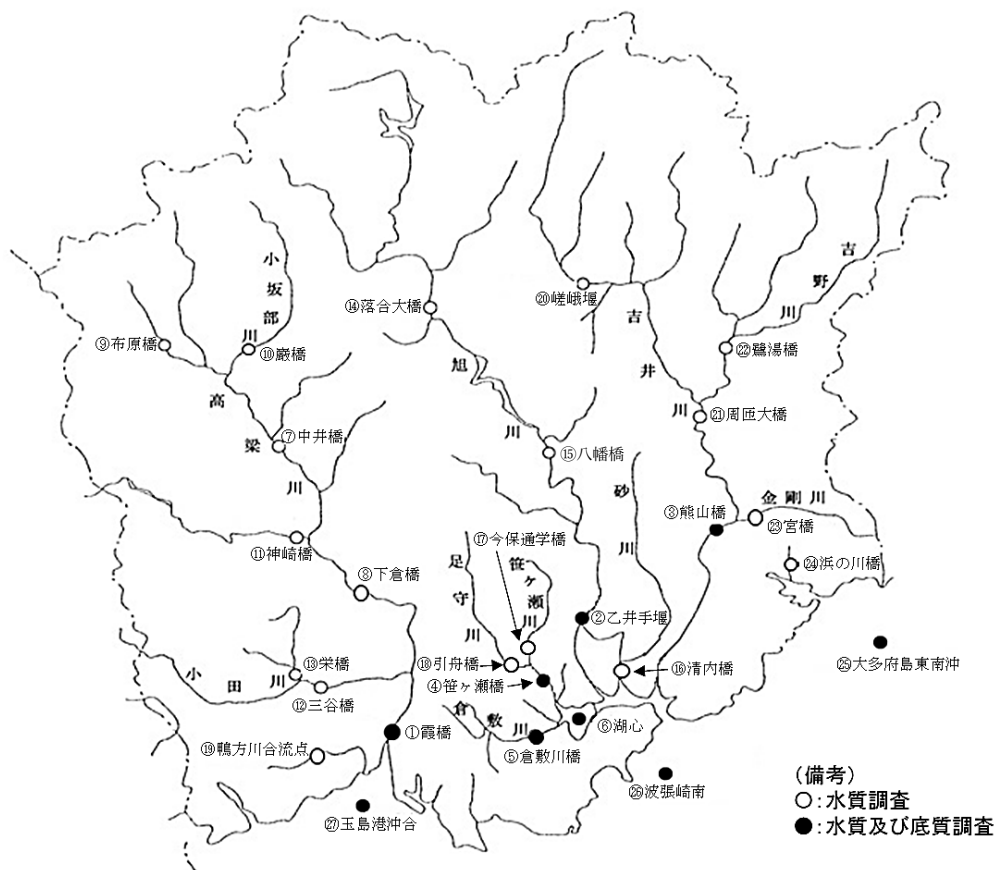 小坂部川
吉野川
⑭落合大橋
⑳嵯峨堰
⑨布原橋
⑩巌橋
旭川
吉井川
㉒鷺湯橋
高梁川
⑦中井橋
㉑周匝大橋
⑮八幡橋
砂川
金剛川
③熊山橋
㉓宮橋
⑪神崎橋
⑰今保通学橋
笹ヶ瀬川
足守川
㉔浜の川橋
⑧下倉橋
②乙井手堰
㉕大多府島東南沖
⑬栄橋
小田川
⑱引舟橋
⑯清内橋
④笹ヶ瀬橋
⑫三谷橋
倉敷川
⑥湖心
①霞橋
⑤倉敷川橋
⑲鴨方川合流点
㉖波張崎南
㉗玉島港沖合
(備考)
○:水質調査
●:水質及び底質調査